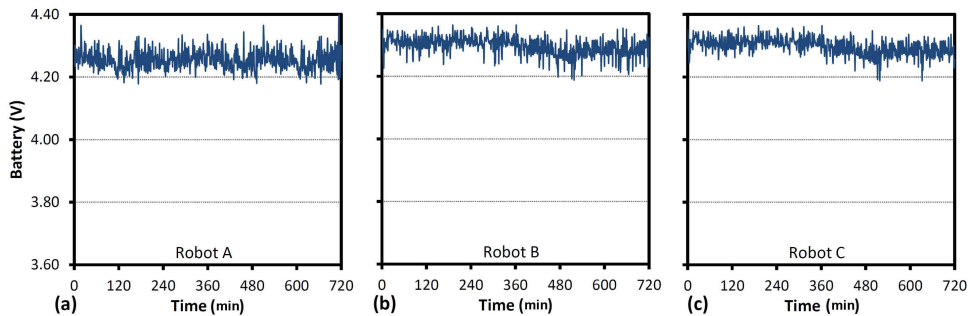 Battery (V)
4.40
4.20
4.00
3.80
3.60
Robot A
0 120 240 360 480 600 720
(a) Time (min)
Robot B
0 120 240 360 480 600 720
(b) Time (min)
Robot C
0 120 240 360 480 600 720
(c) Time (min)